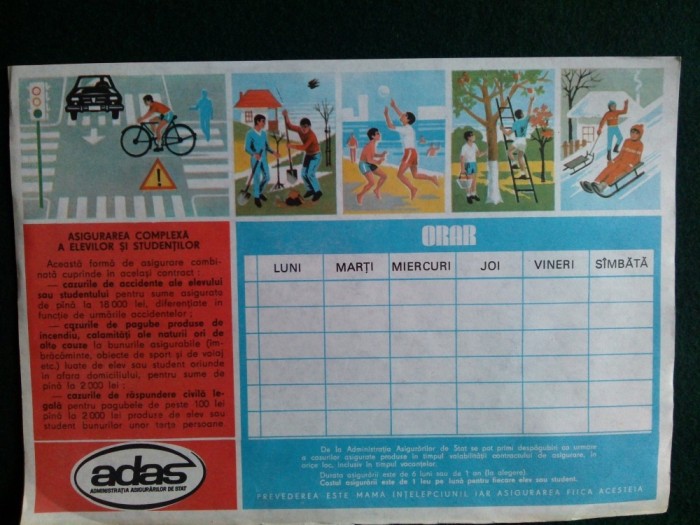 ASIGURAREA COMPLEXĂ
A ELEVILOR ȘI STUDENȚILOR
Această formă de asigurare combi-
nată cuprinde în același contract :
— cazurile de accidente ale elevului
sau studentului pentru sume asigurate
de pînă la 16 000 lei, diferențiate în
funcție de urmările accidentelor ;
— cazurile de pagube produse de
incendiu, calamități ale naturii ori de
alte cauze la bunurile asigurabile (îm-
brăcăminte, obiecte de sport și de voiaj
etc.) luate de elev sau student oriunde
în afara domiciliului, pentru sume de
pînă la 2 000 lei ;
— cazurile de răspundere civilă le-
gală pentru pagubele de peste 100 lei
pînă la 2 000 lei produse de elev sau
student bunurilor unor terțe persoane.
adas
ADMINISTRAȚIA ASIGURĂRILOR DE STAT
ORAR
LUNI MARȚI MIERCURI JOI VINERI SÎMBĂTĂ
De la Administrația Asigurărilor de Stat se pot primi despăgubiri ca urmare
a cazurilor asigurate produse în timpul valabilității contractului de asigurare, în
orice loc, inclusiv în timpul vacanțelor.
Durata asigurării este de 6 luni sau de 1 an (la alegere).
Costul asigurării este de 1 leu pe lună pentru fiecare elev sau student.
PREVEDEREA ESTE MAMA ÎNȚELEPCIUNII IAR ASIGURAREA FIICA ACESTEIA